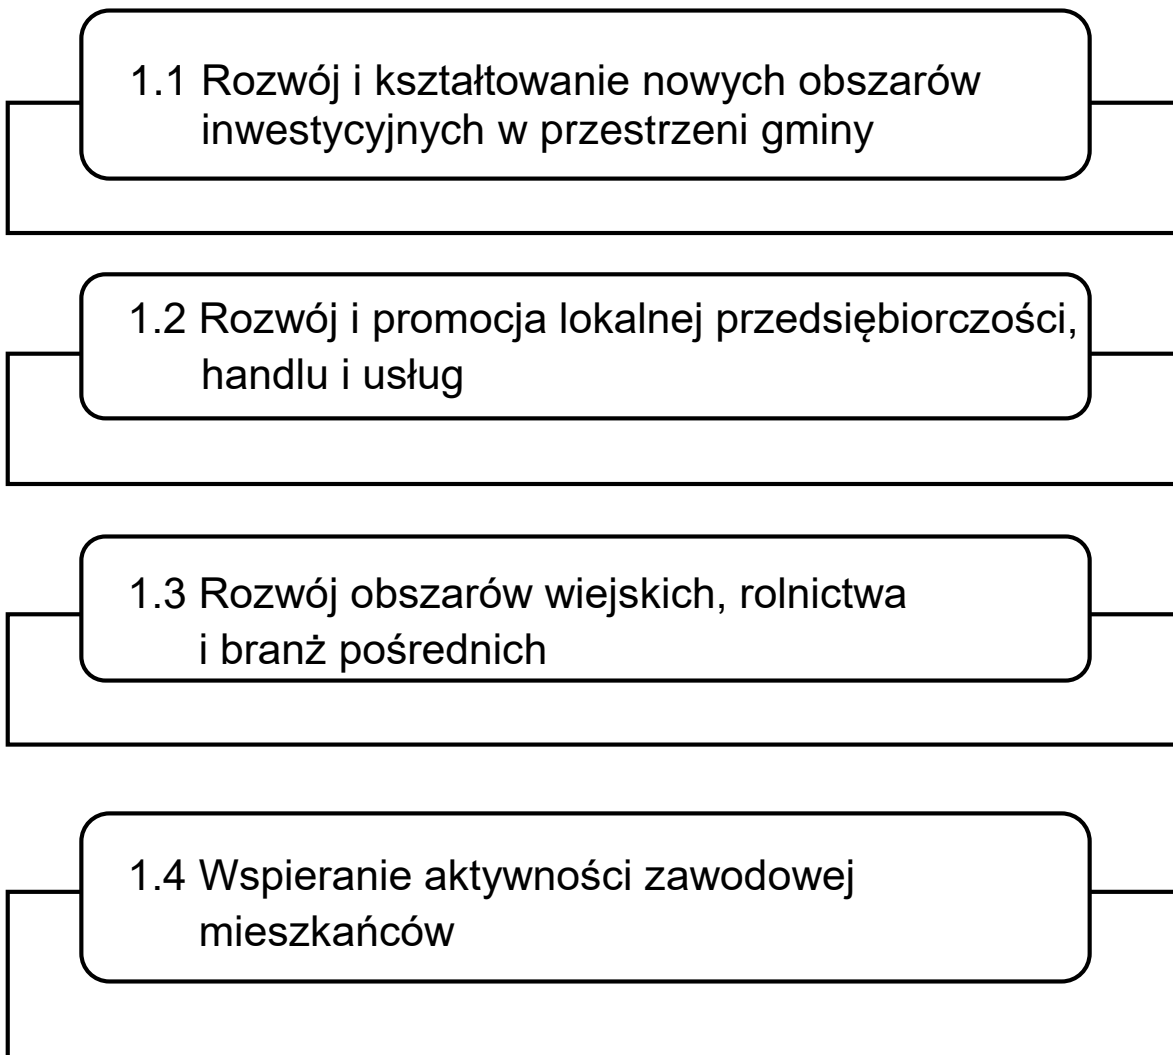 1.1 Rozwój i kształtowanie nowych obszarów
inwestycyjnych w przestrzeni gminy
1.2 Rozwój i promocja lokalnej przedsiębiorczości,
handlu i usług
1.3 Rozwój obszarów wiejskich, rolnictwa
i branż pośrednich
1.4 Wspieranie aktywności zawodowej
mieszkańców